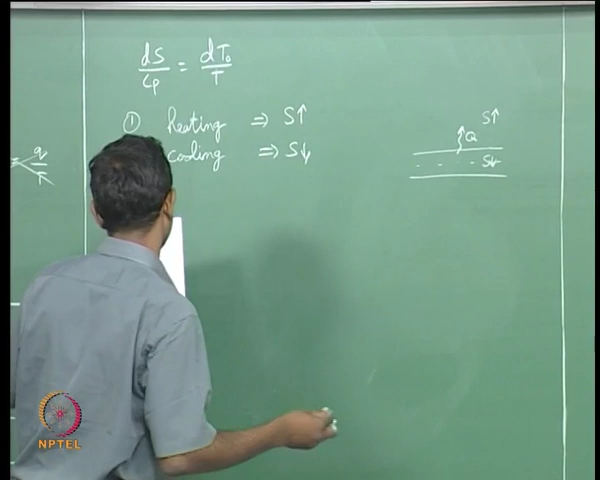 dS/Cp = dT₀/T
① heating ⇒ S↑
cooling ⇒ S↓
S↑
↑Q
S↓
q
NPTEL